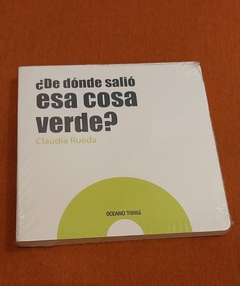 ¿De dónde salió
esa cosa
verde?
Claudia Rueda
OCEANO Travesía